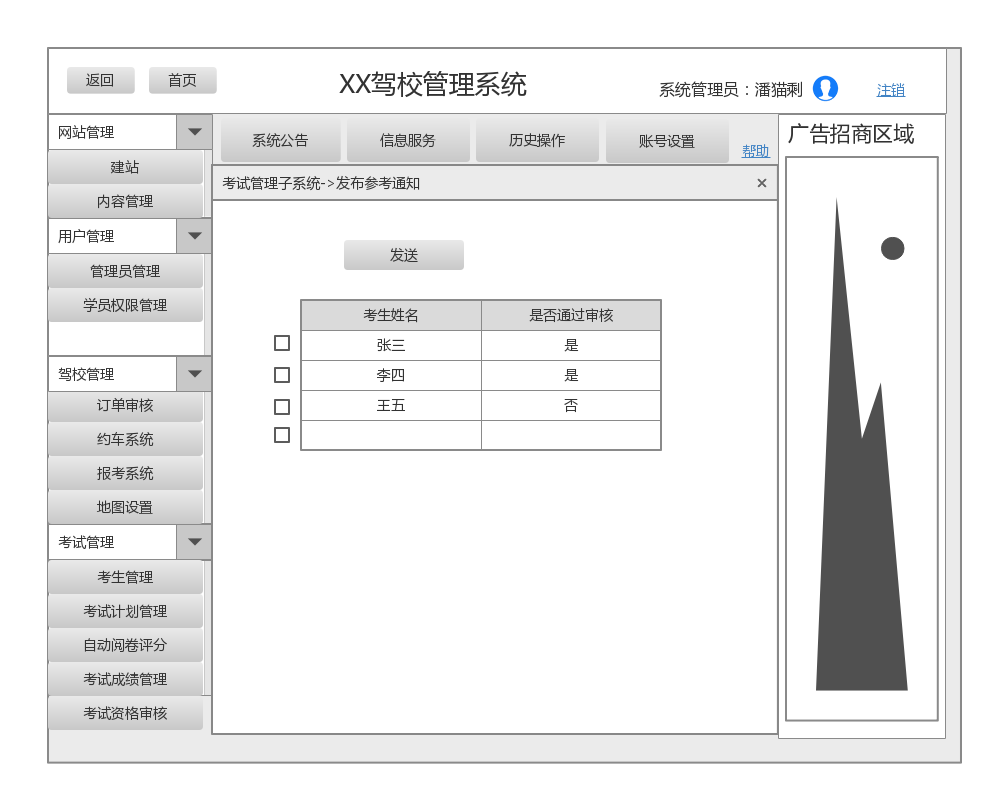 返回
首页
XX驾校管理系统
系统管理员：潘猫剩
注销
网站管理
建站
内容管理
用户管理
管理员管理
学员权限管理
驾校管理
订单审核
约车系统
报考系统
地图设置
考试管理
考生管理
考试计划管理
自动阅卷评分
考试成绩管理
考试资格审核
系统公告
信息服务
历史操作
账号设置
帮助
考试管理子系统->发布参考通知
×
发送
考生姓名 是否通过审核
张三 是
李四 是
王五 否
广告招商区域